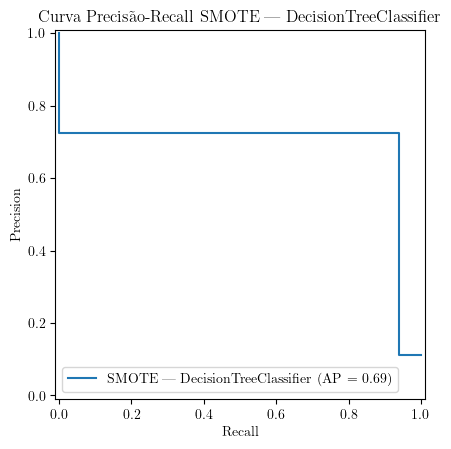 Curva Precisão-Recall SMOTE — DecisionTreeClassifier
1.0
0.8
0.6
0.4
0.2
0.0
Precision
SMOTE — DecisionTreeClassifier (AP = 0.69)
0.0 0.2 0.4 0.6 0.8 1.0
Recall